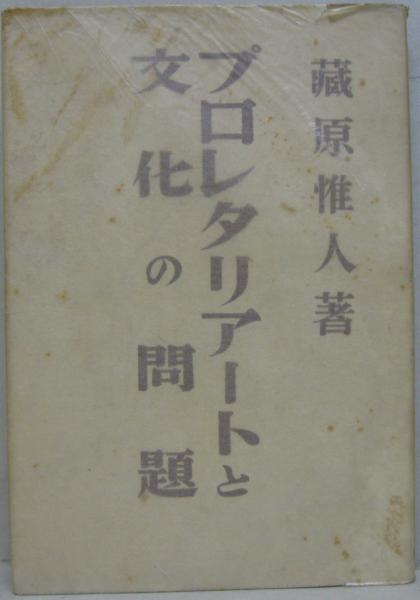 藏原惟人著
プロレタリアートと
文化の問題